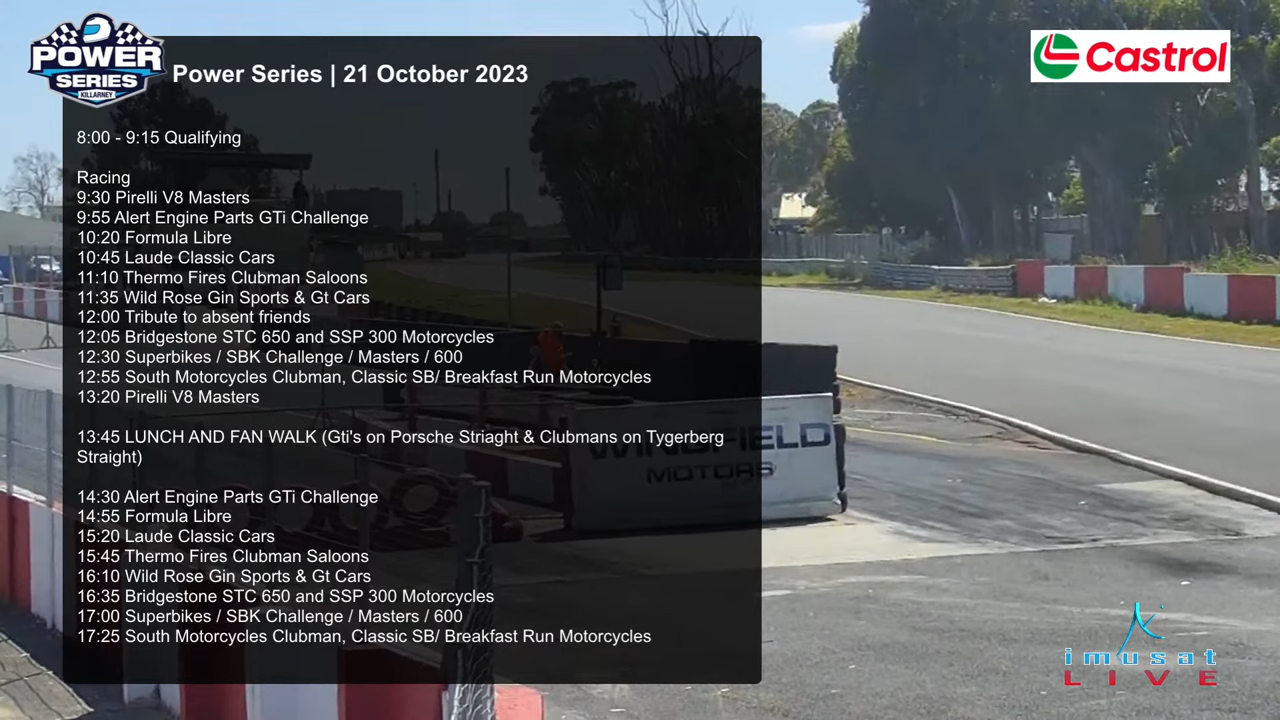 POWER
SERIES
KILLARNEY
Power Series | 21 October 2023
Castrol
8:00 - 9:15 Qualifying
Racing
9:30 Pirelli V8 Masters
9:55 Alert Engine Parts GTi Challenge
10:20 Formula Libre
10:45 Laude Classic Cars
11:10 Thermo Fires Clubman Saloons
11:35 Wild Rose Gin Sports & Gt Cars
12:00 Tribute to absent friends
12:05 Bridgestone STC 650 and SSP 300 Motorcycles
12:30 Superbikes / SBK Challenge / Masters / 600
12:55 South Motorcycles Clubman, Classic SB/ Breakfast Run Motorcycles
13:20 Pirelli V8 Masters
13:45 LUNCH AND FAN WALK (Gti's on Porsche Striaght & Clubmans on Tygerberg
Straight)
WINGFIELD
MOTORS
14:30 Alert Engine Parts GTi Challenge
14:55 Formula Libre
15:20 Laude Classic Cars
15:45 Thermo Fires Clubman Saloons
16:10 Wild Rose Gin Sports & Gt Cars
16:35 Bridgestone STC 650 and SSP 300 Motorcycles
17:00 Superbikes / SBK Challenge / Masters / 600
17:25 South Motorcycles Clubman, Classic SB/ Breakfast Run Motorcycles
imusat
LIVE